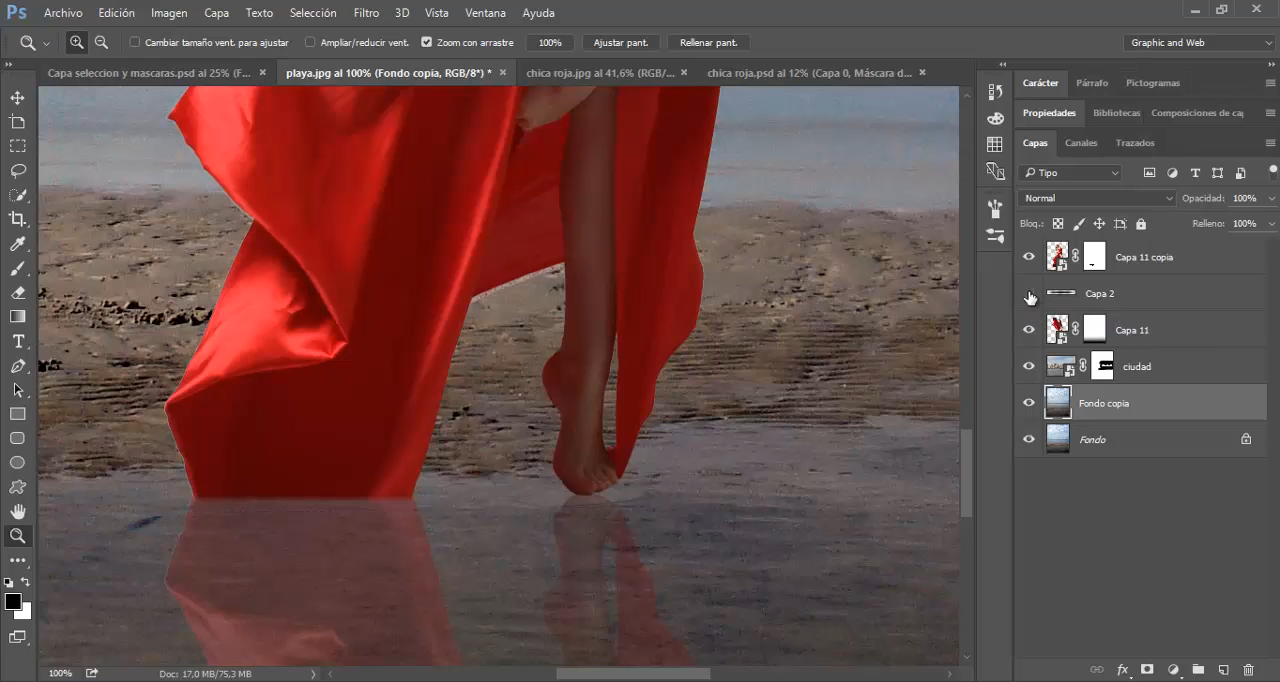 Ps Archivo Edición Imagen Capa Texto Selección Filtro 3D Vista Ventana Ayuda
Cambiar tamaño vent. para ajustar Ampliar/reducir vent. Zoom con arrastre 100% Ajustar pant. Rellenar pant. Graphic and Web
Capa seleccion y mascaras.psd al 25% (F... × playa.jpg al 100% (Fondo copia, RGB/8*) * × chica roja.jpg al 41,6% (RGB/... × chica roja.psd al 12% (Capa 0, Máscara d... ×
Carácter Párrafo Pictogramas
Propiedades Bibliotecas Composiciones de ca
Capas Canales Trazados
Tipo
Normal Opacidad: 100%
Bloq.: Relleno: 100%
Capa 11 copia
Capa 2
Capa 11
ciudad
Fondo copia
Fondo
100% Doc: 17,0 MB/75,3 MB